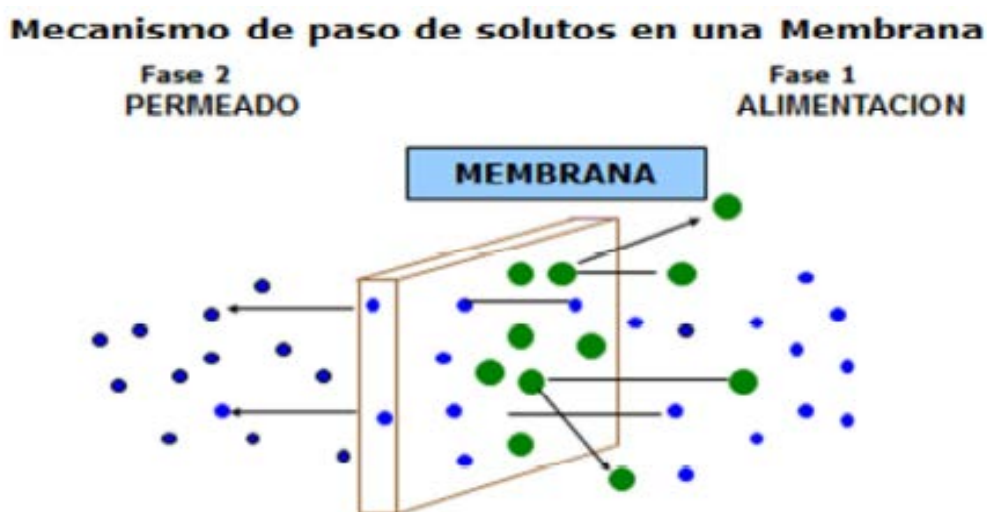 Mecanismo de paso de solutos en una Membrana
Fase 2
PERMEADO
Fase 1
ALIMENTACION
MEMBRANA